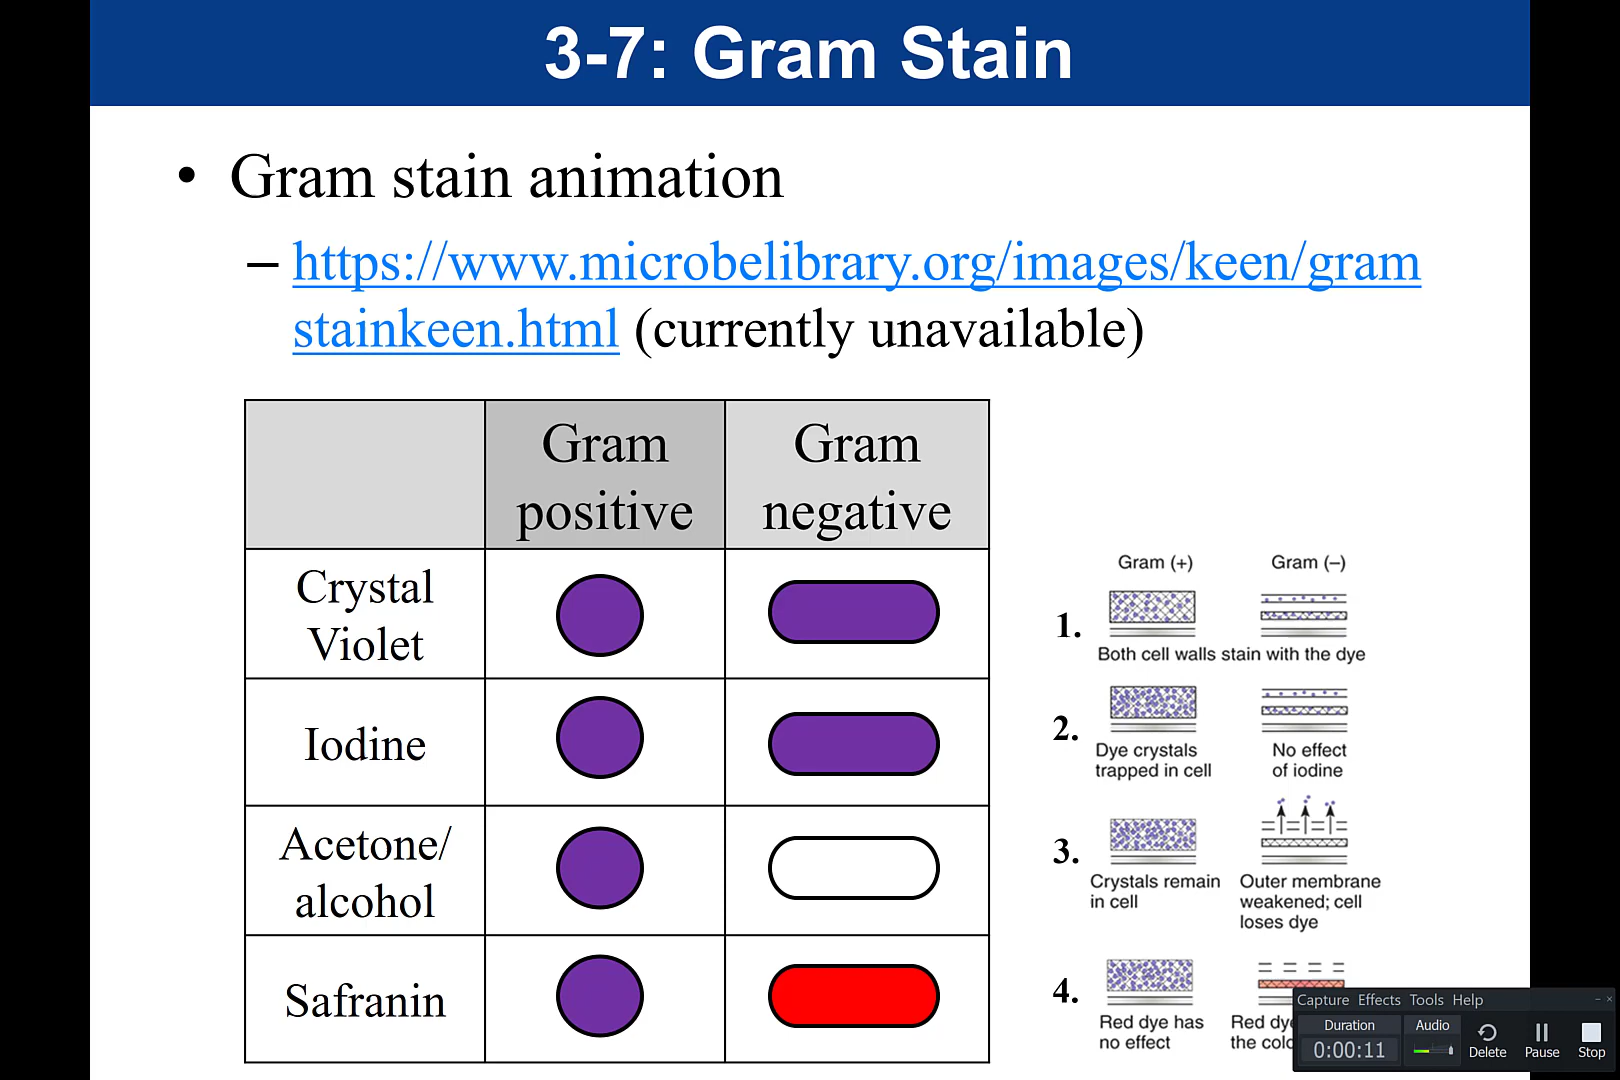 3-7: Gram Stain
• Gram stain animation
– https://www.microbelibrary.org/images/keen/gram
stainkeen.html (currently unavailable)
Gram positive
Gram negative
Crystal Violet
Iodine
Acetone/ alcohol
Safranin
Gram (+) Gram (–)
1.
Both cell walls stain with the dye
2.
Dye crystals
trapped in cell
No effect
of iodine
3.
Crystals remain
in cell
Outer membrane
weakened; cell
loses dye
4.
Red dye has
no effect
Red dye
the
Capture Effects Tools Help
Duration
0:00:11
Audio
Delete
Pause
Stop